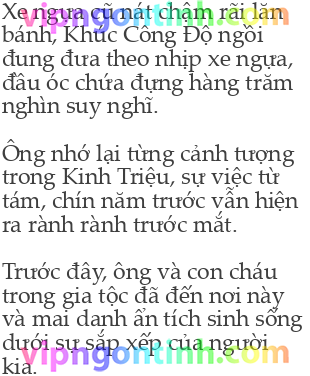 Xe ngựa cũ nát chậm rãi lăn
bánh, Khúc Công Độ ngồi
đung đưa theo nhịp xe ngựa,
đầu óc chứa đựng hàng trăm
nghìn suy nghĩ.
Ông nhớ lại từng cảnh tượng
trong Kinh Triệu, sự việc từ
tám, chín năm trước vẫn hiện
ra rành rành trước mắt.
Trước đây, ông và con cháu
trong gia tộc đã đến nơi này
và mai danh ẩn tích sinh sống
dưới sự sắp xếp của người
kia.
vipngontinh.com
vipngontinh.com